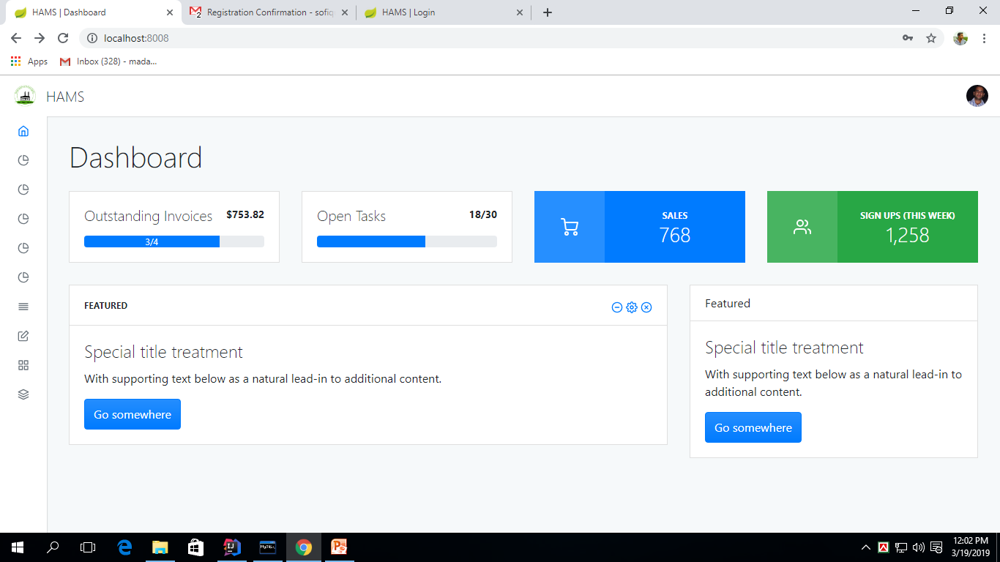 HAMS | Dashboard
Registration Confirmation - sofiq
HAMS | Login
localhost:8008
Apps
Inbox (328) - mada...
HAMS
Dashboard
Outstanding Invoices $753.82
3/4
Open Tasks 18/30
SALES
768
SIGN UPS (THIS WEEK)
1,258
FEATURED
Special title treatment
With supporting text below as a natural lead-in to additional content.
Go somewhere
Featured
Special title treatment
With supporting text below as a natural lead-in to
additional content.
Go somewhere
12:02 PM
3/19/2019